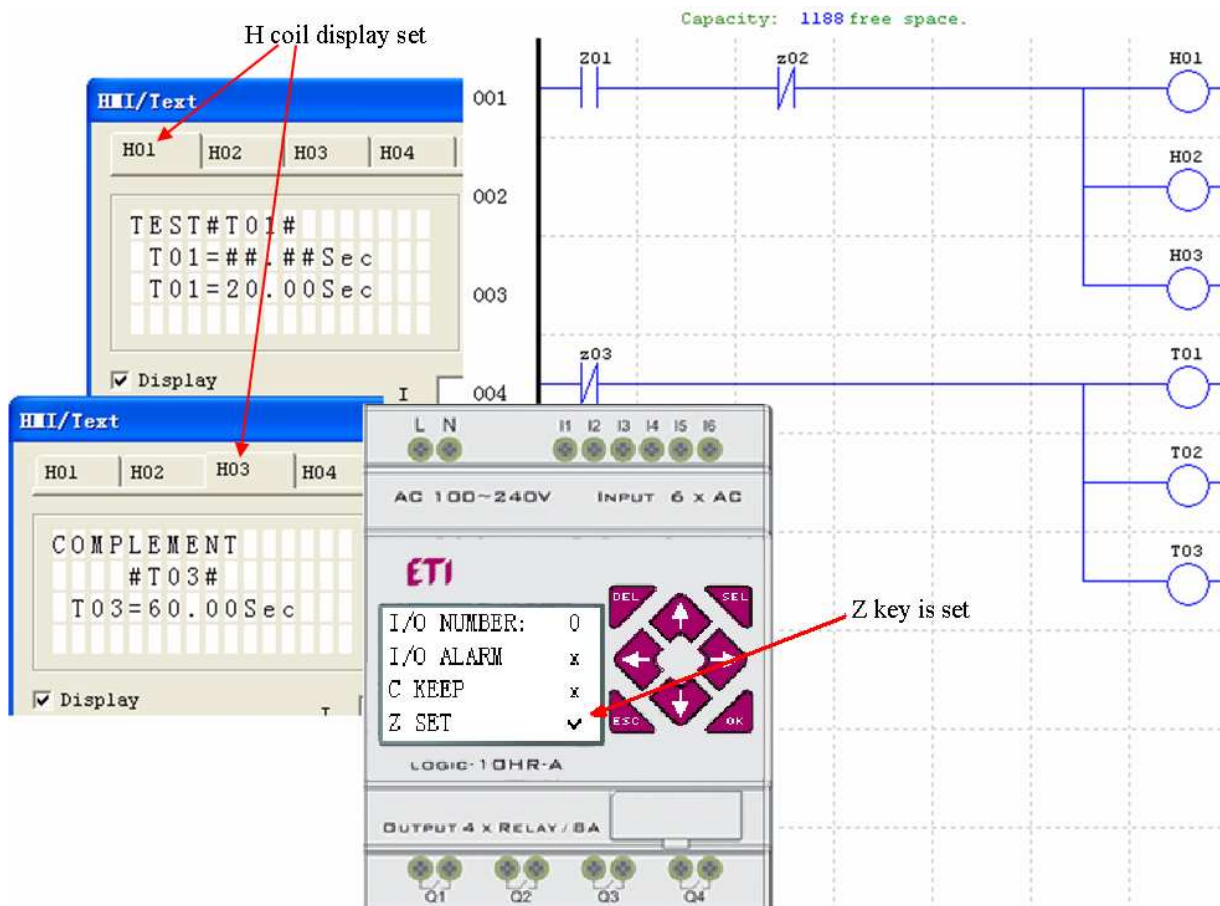 Capacity: 1188 free space.
H coil display set
HMI/Text
H01 H02 H03 H04
TEST#T01#
T01=##.##Sec
T01=20.00Sec
Display
I
HMI/Text
H01 H02 H03 H04
COMPLEMENT
#T03#
T03=60.00Sec
Display
Z01 z02 H01
001
H02
002
H03
003
z03 T01
004
T02
T03
L N I1 I2 I3 I4 I5 I6
AC 100~240V INPUT 6 x AC
ETI
I/O NUMBER: 0
I/O ALARM x
C KEEP x
Z SET ✓
DEL SEL
ESC OK
Z key is set
LOGIC-10HR-A
OUTPUT 4 x RELAY / 8A
Q1 Q2 Q3 Q4